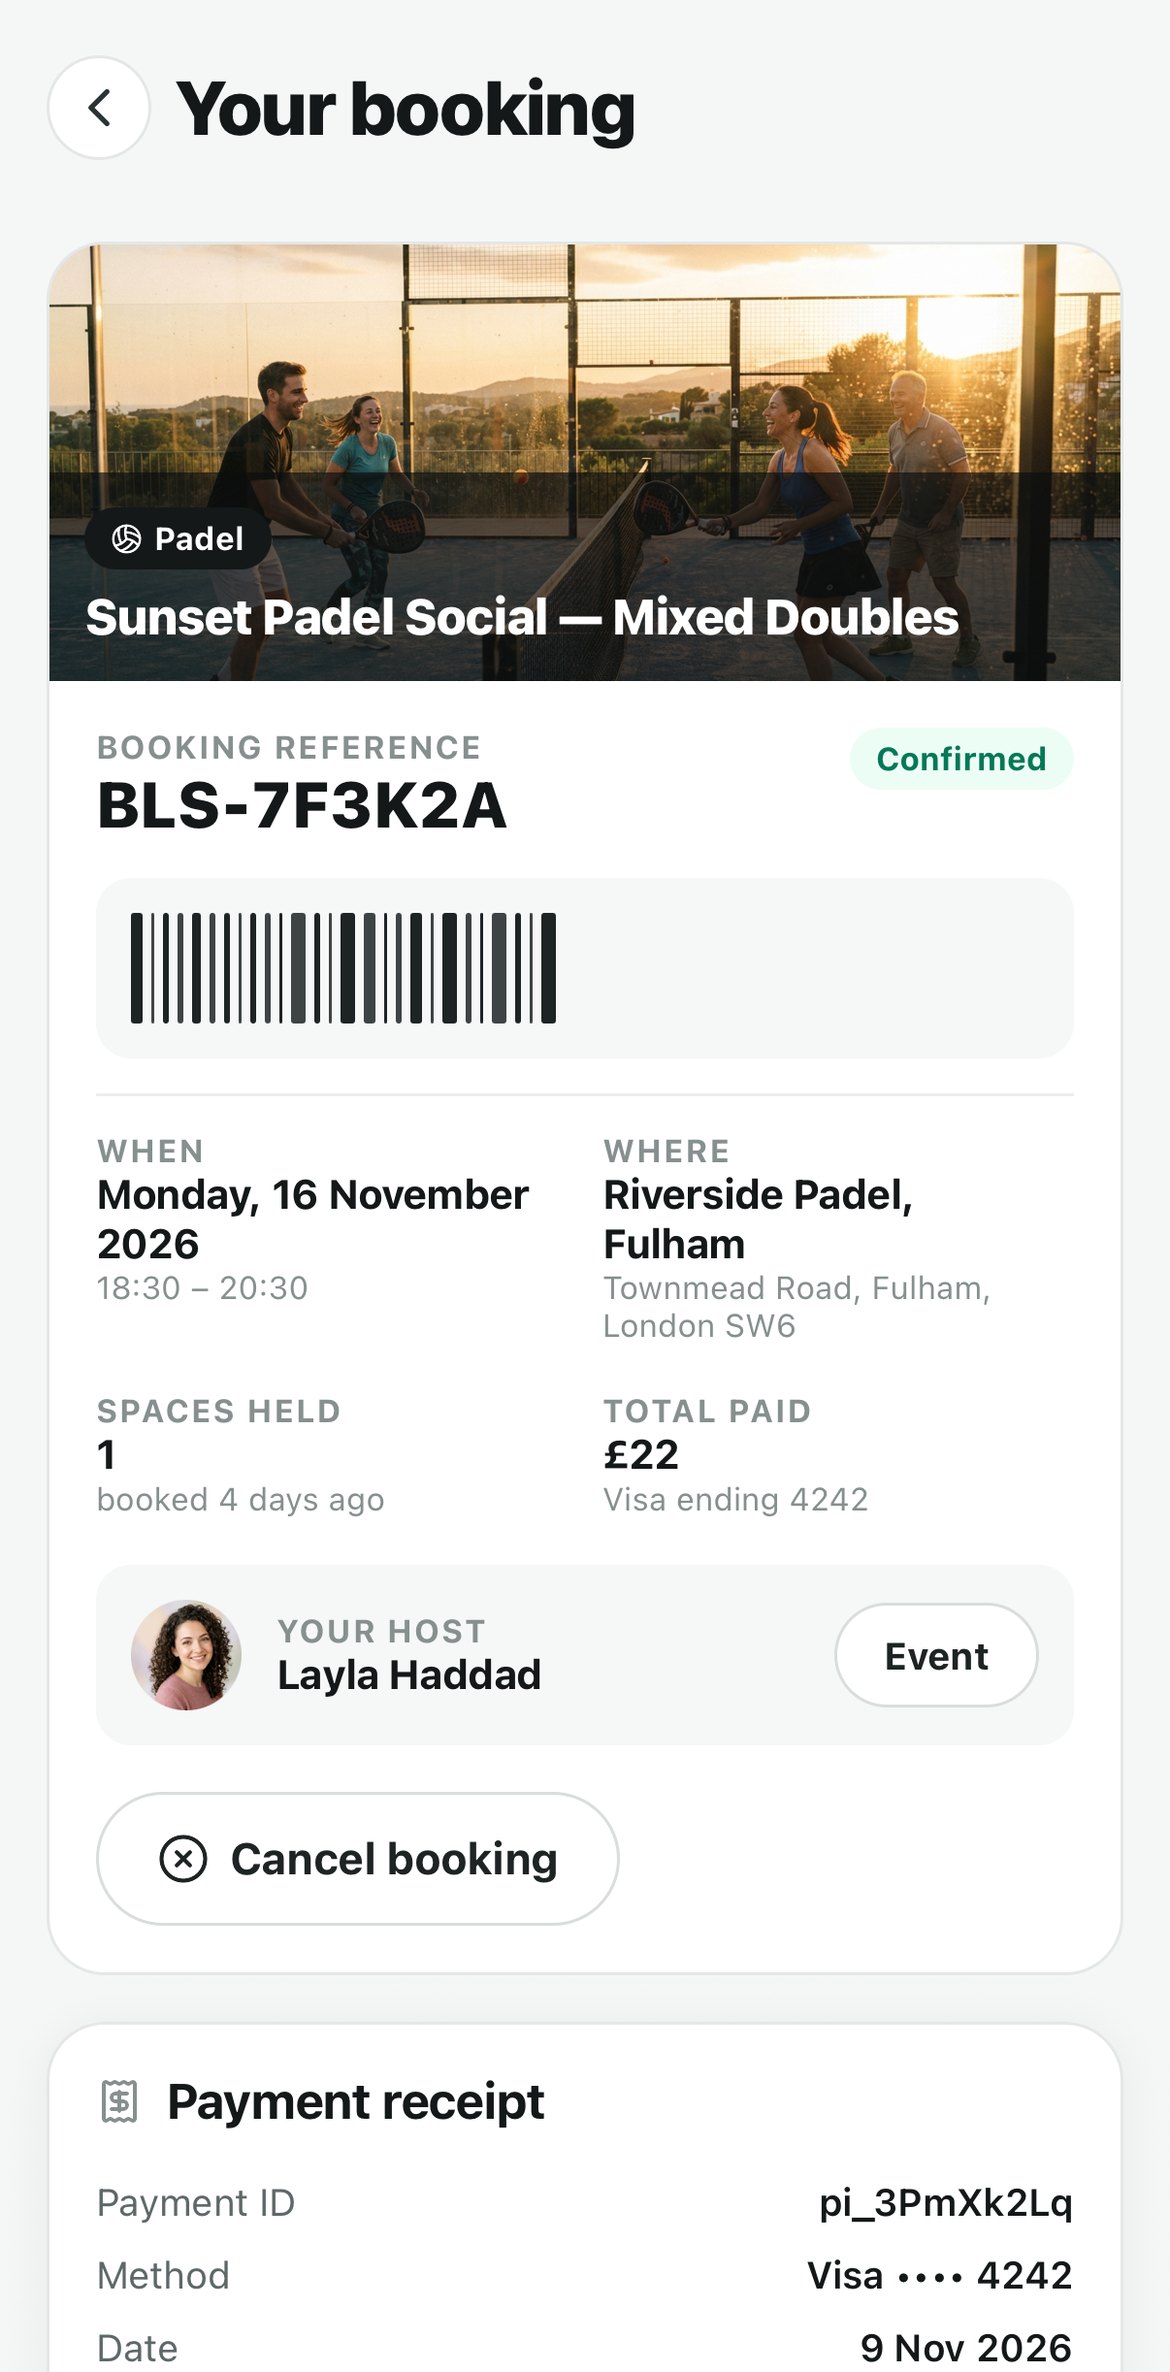 Your booking
Padel
Sunset Padel Social — Mixed Doubles
BOOKING REFERENCE
BLS-7F3K2A
Confirmed
WHEN
Monday, 16 November
2026
18:30 – 20:30
WHERE
Riverside Padel,
Fulham
Townmead Road, Fulham,
London SW6
SPACES HELD
1
booked 4 days ago
TOTAL PAID
£22
Visa ending 4242
YOUR HOST
Layla Haddad
Event
Cancel booking
Payment receipt
Payment ID pi_3PmXk2Lq
Method Visa •••• 4242
Date 9 Nov 2026